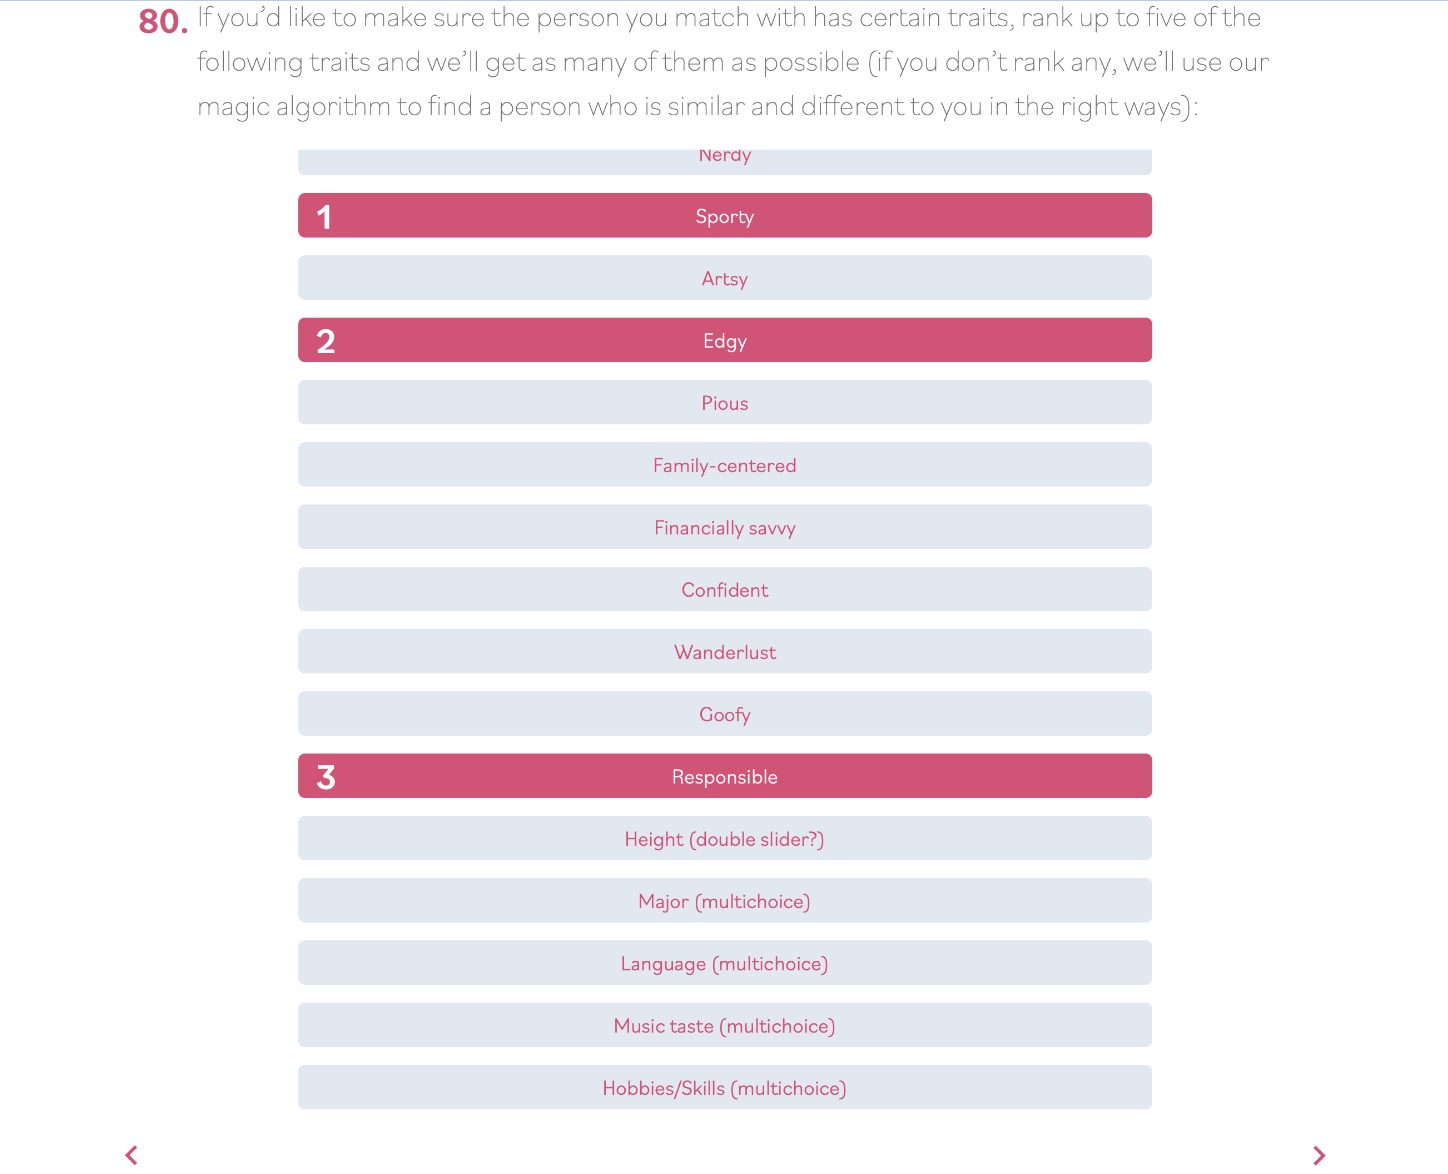 80. If you’d like to make sure the person you match with has certain traits, rank up to five of the
following traits and we’ll get as many of them as possible (if you don’t rank any, we’ll use our
magic algorithm to find a person who is similar and different to you in the right ways):
Nerdy
1 Sporty
Artsy
2 Edgy
Pious
Family-centered
Financially savvy
Confident
Wanderlust
Goofy
3 Responsible
Height (double slider?)
Major (multichoice)
Language (multichoice)
Music taste (multichoice)
Hobbies/Skills (multichoice)